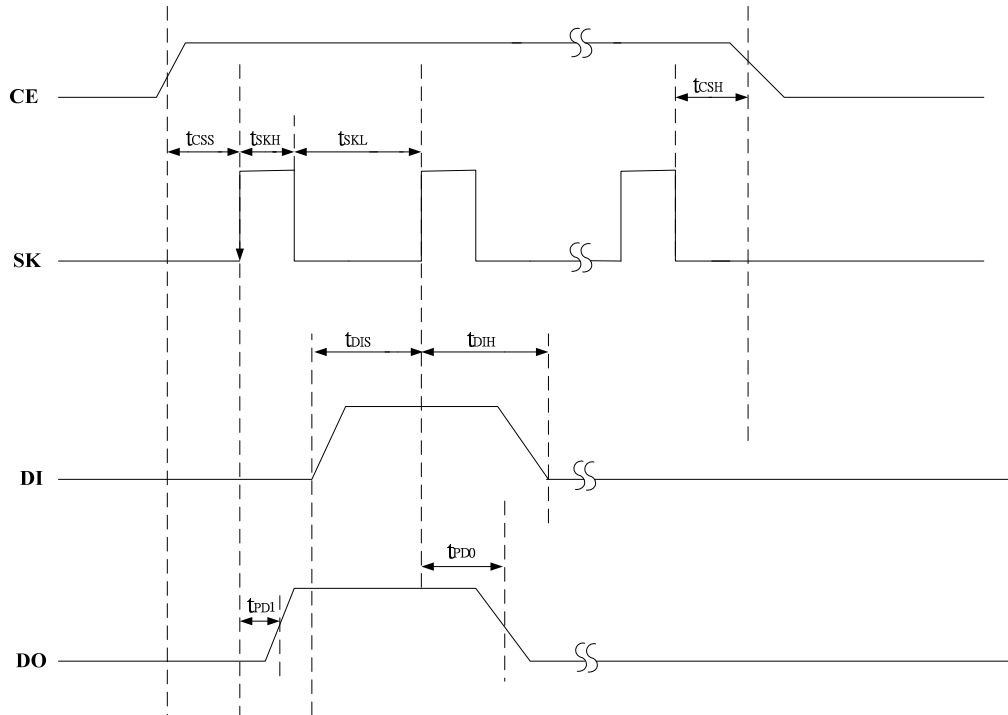 CE
tCSH
tCSS tSKH tSKL
SK
tDIS tDIH
DI
tPD0
tPD1
DO